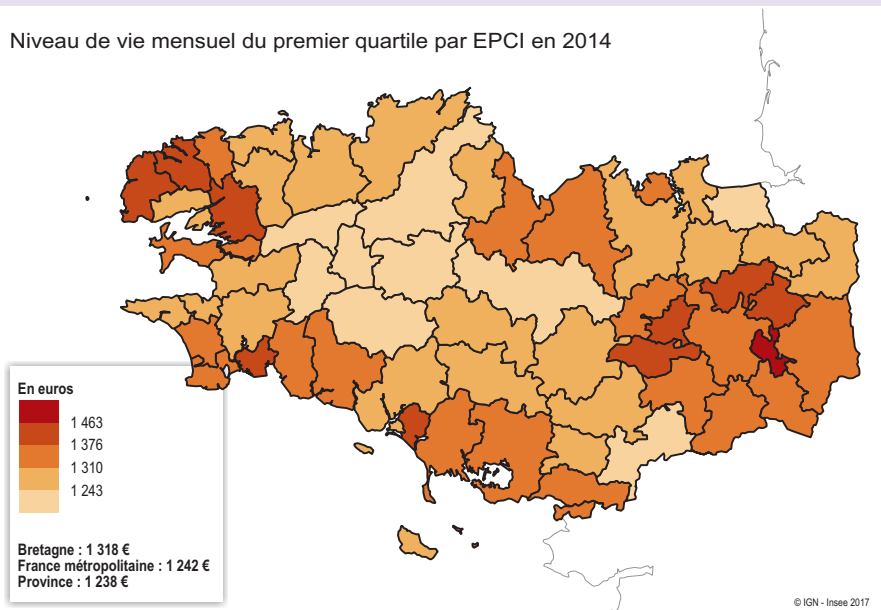 Niveau de vie mensuel du premier quartile par EPCI en 2014
En euros
1 463
1 376
1 310
1 243
Bretagne : 1 318 €
France métropolitaine : 1 242 €
Province : 1 238 €
© IGN - Insee 2017